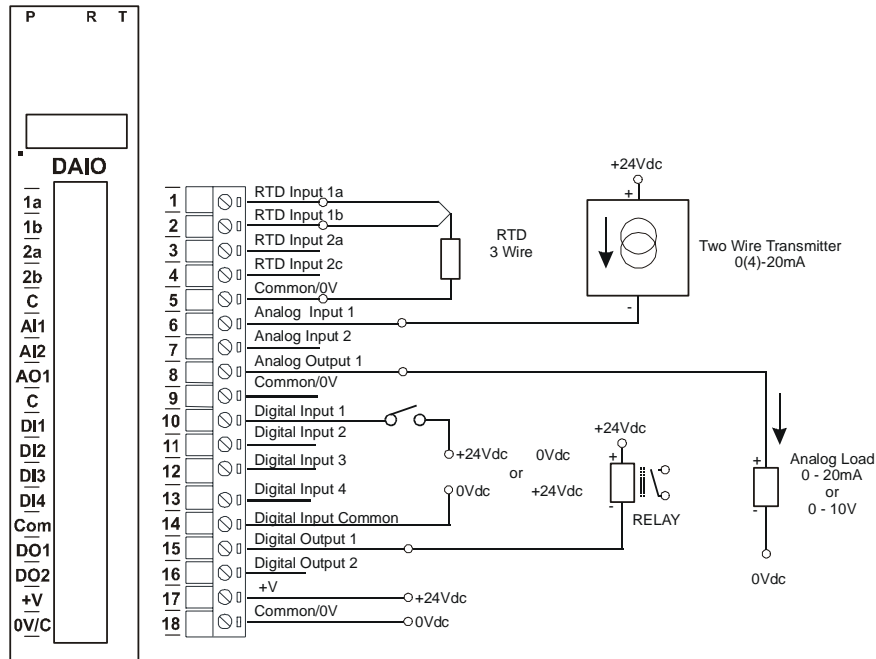 P R T
DAIO
1a
1b
2a
2b
C
AI1
AI2
AO1
C
DI1
DI2
DI3
DI4
Com
DO1
DO2
+V
0V/C
1 RTD Input 1a
2 RTD Input 1b
3 RTD Input 2a
4 RTD Input 2c
5 Common/0V
6 Analog Input 1
7 Analog Input 2
8 Analog Output 1
9 Common/0V
10 Digital Input 1
11 Digital Input 2
12 Digital Input 3
13 Digital Input 4
14 Digital Input Common
15 Digital Output 1
16 Digital Output 2
17 +V
18 Common/0V
RTD
3 Wire
+24Vdc
+
-
Two Wire Transmitter
0(4)-20mA
+24Vdc 0Vdc
or
0Vdc +24Vdc
+24Vdc
+
-
RELAY
+
-
Analog Load
0 - 20mA
or
0 - 10V
0Vdc
+24Vdc
0Vdc